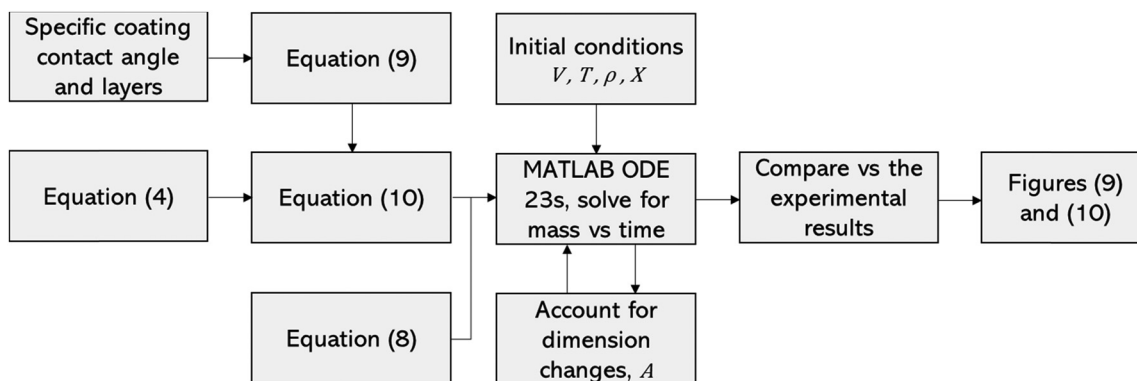 Specific coating
contact angle
and layers
Equation (9)
Initial conditions
V, T, ρ, X
Equation (4)
Equation (10)
MATLAB ODE
23s, solve for
mass vs time
Compare vs the
experimental
results
Figures (9)
and (10)
Equation (8)
Account for
dimension
changes, A